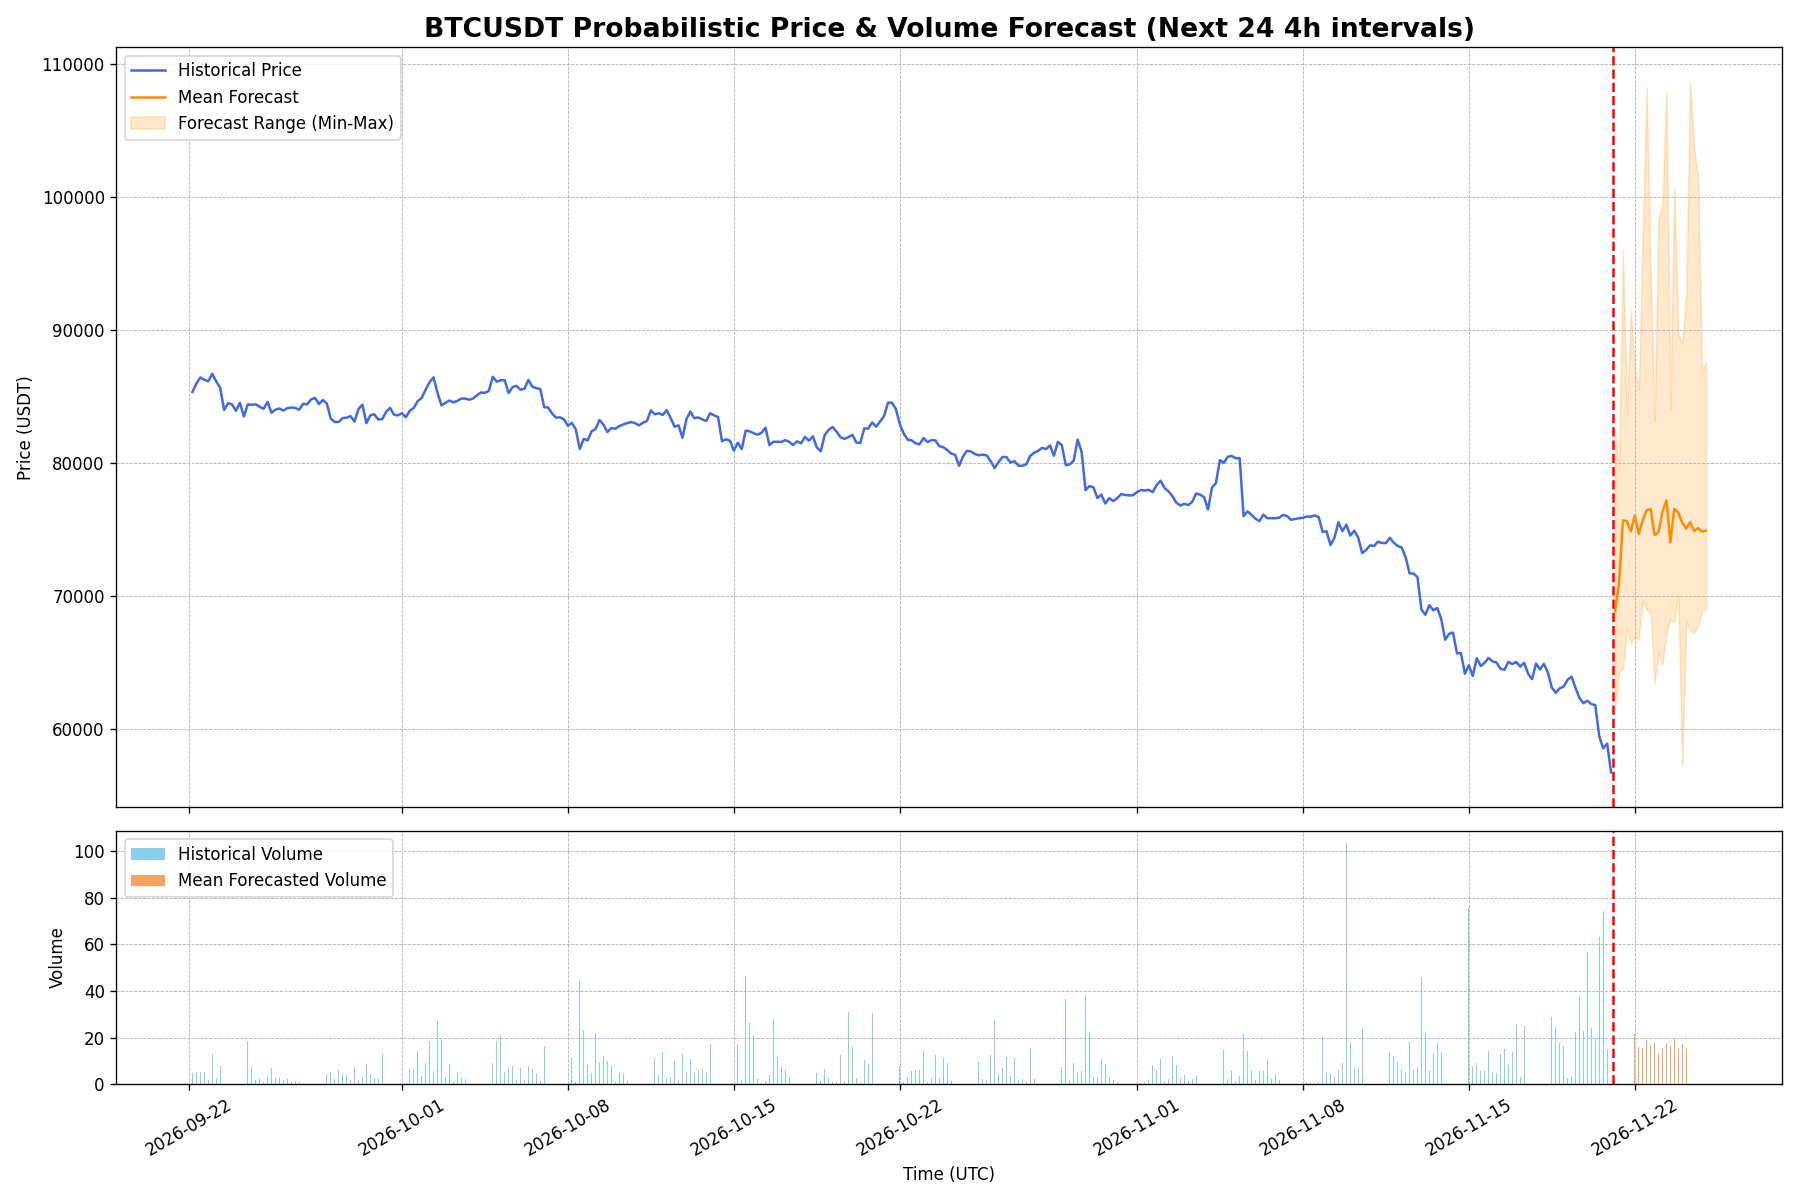 BTCUSDT Probabilistic Price & Volume Forecast (Next 24 4h intervals)
Historical Price
Mean Forecast
Forecast Range (Min-Max)
Price (USDT)
110000
100000
90000
80000
70000
60000
Historical Volume
Mean Forecasted Volume
Volume
100
80
60
40
20
0
2026-09-22
2026-10-01
2026-10-08
2026-10-15
2026-10-22
2026-11-01
2026-11-08
2026-11-15
2026-11-22
Time (UTC)